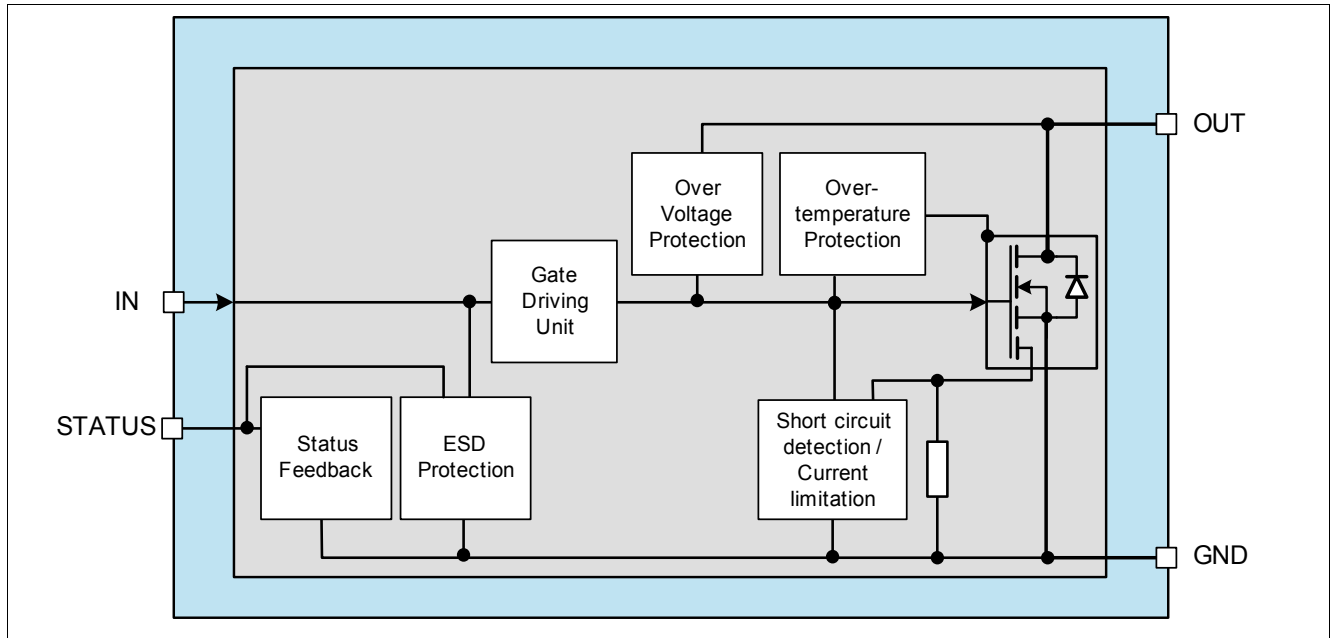 OUT
Over
Voltage
Protection
Over-
temperature
Protection
IN
Gate
Driving
Unit
STATUS
Status
Feedback
ESD
Protection
Short circuit
detection /
Current
limitation
GND